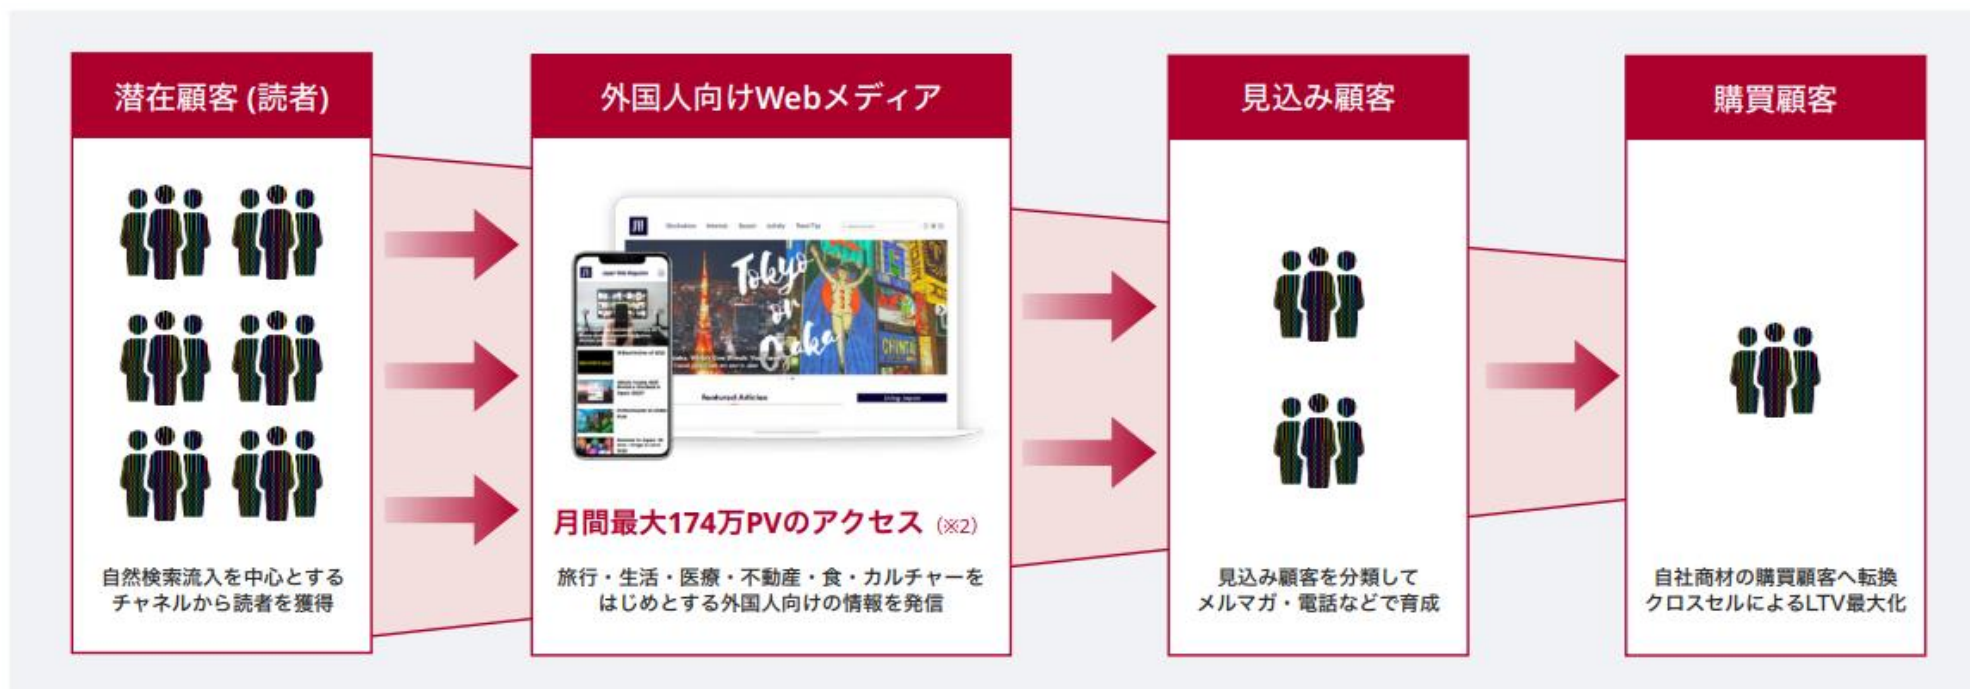 潜在顧客 (読者)
自然検索流入を中心とする
チャネルから読者を獲得
外国人向けWebメディア
Tokyo
or
Osaka
Featured Articles
Living Japan
月間最大174万PVのアクセス (※2)
旅行・生活・医療・不動産・食・カルチャーを
はじめとする外国人向けの情報を発信
見込み顧客
見込み顧客を分類して
メルマガ・電話などで育成
購買顧客
自社商材の購買顧客へ転換
クロスセルによるLTV最大化